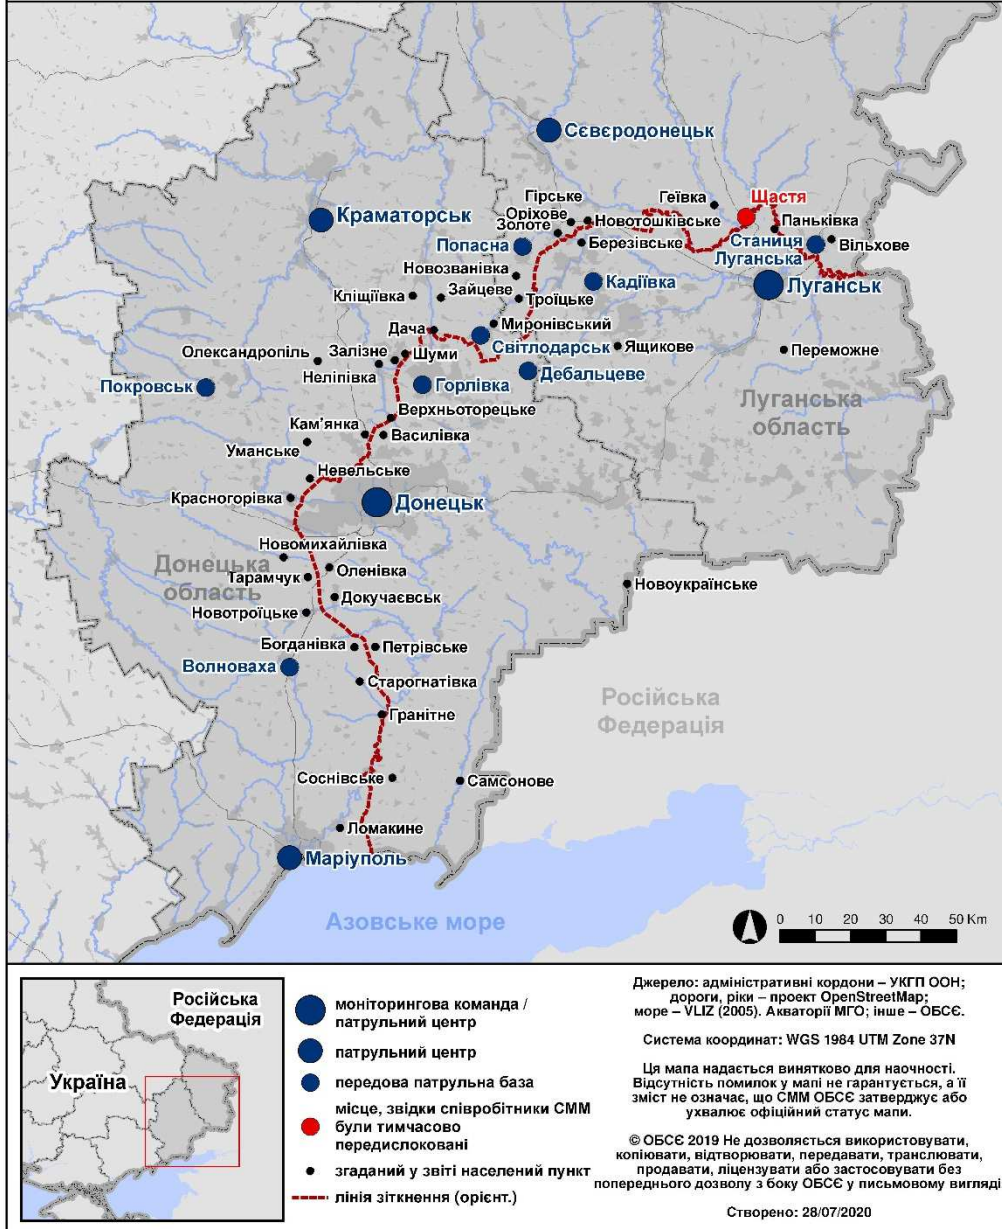 Сєвєродонецьк
Щастя
Геївка
Гірське
Оріхове
Золоте
Новотошківське
Паньківка
Краматорськ
Попасна
Березівське
Станиця
Луганська
Вільхове
Новозванівка
Кадіївка
Луганськ
Кліщіївка
Зайцеве
Троїцьке
Дача
Миронівський
Світлодарськ
Ящикове
Переможне
Олександропіль
Залізне
Шуми
Неліпівка
Покровськ
Горлівка
Дебальцеве
Луганська
область
Верхньоторецьке
Кам'янка
Василівка
Уманське
Невельське
Красногорівка
Донецьк
Новомихайлівка
Донецька
область
Оленівка
Тарамчук
Новоукраїнське
Докучаєвськ
Новотроїцьке
Богданівка
Петрівське
Волноваха
Старогнатівка
Російська
Федерація
Гранітне
Соснівське
Самсонове
Ломакине
Маріуполь
Азовське море
0 10 20 30 40 50 Km
Російська
Федерація
Україна
моніторингова команда /
патрульний центр
патрульний центр
передова патрульна база
місце, звідки співробітники СММ
були тимчасово
передислоковані
згаданий у звіті населений пункт
лінія зіткнення (орієнт.)
Джерело: адміністративні кордони – УКГП ООН;
дороги, ріки – проект OpenStreetMap;
море – VLIZ (2005). Акваторії МГО; інше – ОБСЄ.
Система координат: WGS 1984 UTM Zone 37N
Ця мапа надається винятково для наочності.
Відсутність помилок у мапі не гарантується, а її
зміст не означає, що СММ ОБСЄ затверджує або
ухвалює офіційний статус мапи.
© ОБСЄ 2019 Не дозволяється використовувати,
копіювати, відтворювати, передавати, транслювати,
продавати, ліцензувати або застосовувати без
попереднього дозволу з боку ОБСЄ у письмовому вигляді
Створено: 28/07/2020